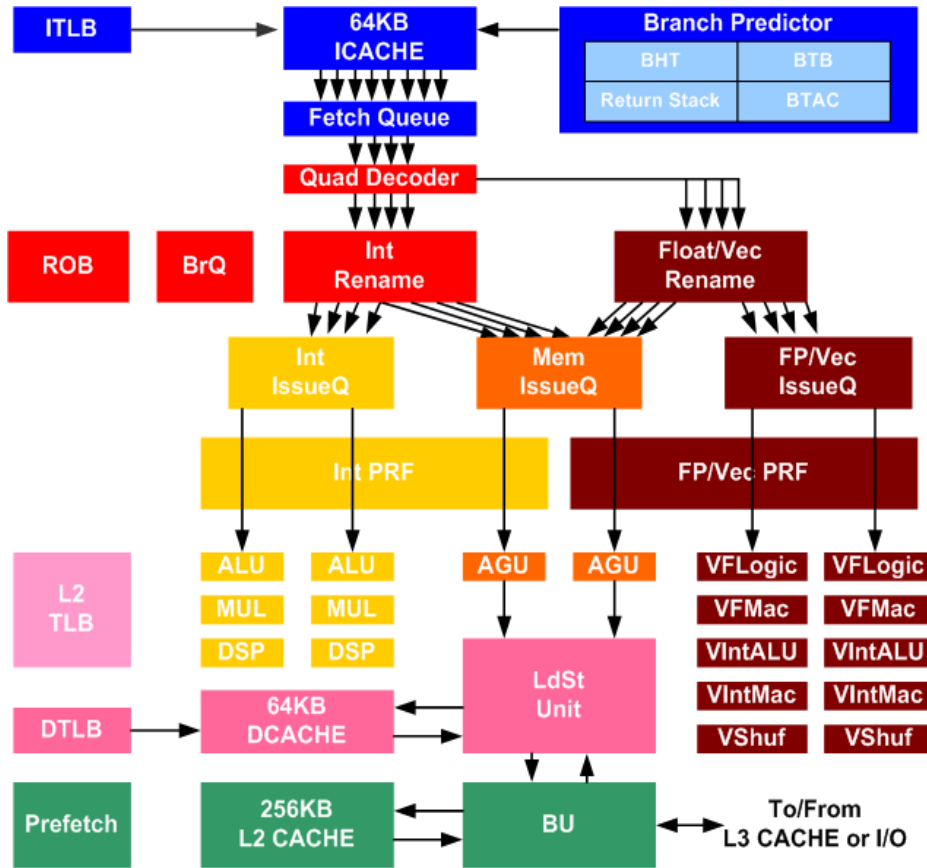 ITLB
64KB
ICACHE
Branch Predictor
BHT
BTB
Return Stack
BTAC
Fetch Queue
Quad Decoder
ROB
BrQ
Int
Rename
Float/Vec
Rename
Int
IssueQ
Mem
IssueQ
FP/Vec
IssueQ
Int PRF
FP/Vec PRF
L2
TLB
ALU
ALU
AGU
AGU
VFLogic
VFLogic
MUL
MUL
VFMac
VFMac
DSP
DSP
VIntALU
VIntALU
LdSt
Unit
VIntMac
VIntMac
DTLB
64KB
DCACHE
VShuf
VShuf
Prefetch
256KB
L2 CACHE
BU
To/From
L3 CACHE or I/O